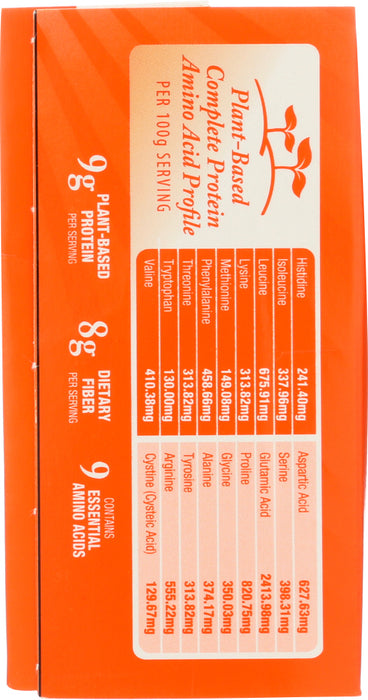 Plant-Based
Complete Protein
Amino Acid Profile
PER 100g SERVING
Histidine 241.40mg
Isoleucine 337.96mg
Leucine 675.91mg
Lysine 313.82mg
Methionine 149.08mg
Phenylalanine 458.66mg
Threonine 313.82mg
Tryptophan 130.00mg
Valine 410.38mg
Aspartic Acid 627.63mg
Serine 398.31mg
Glutamic Acid 2413.98mg
Proline 820.75mg
Glycine 350.03mg
Alanine 374.17mg
Tyrosine 313.82mg
Arginine 555.22mg
Cystine (Cysteic Acid) 129.67mg
9g PLANT-BASED
PROTEIN
PER SERVING
8g DIETARY
FIBER
PER SERVING
9 CONTAINS
ESSENTIAL
AMINO ACIDS